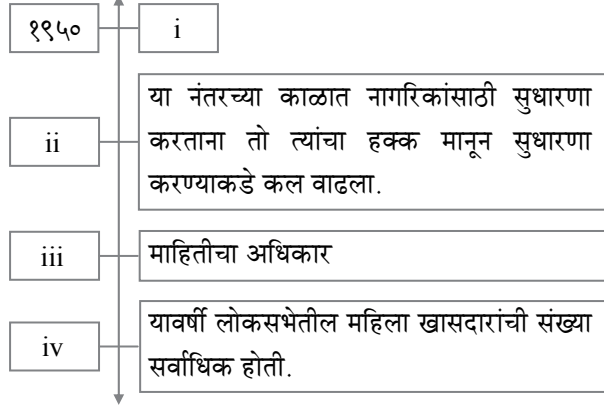 १९५० i
या नंतरच्या काळात नागरिकांसाठी सुधारणा
ii करताना तो त्यांचा हक्क मानून सुधारणा
करण्याकडे कल वाढला.
iii माहितीचा अधिकार
यावर्षी लोकसभेतील महिला खासदारांची संख्या
iv सर्वाधिक होती.